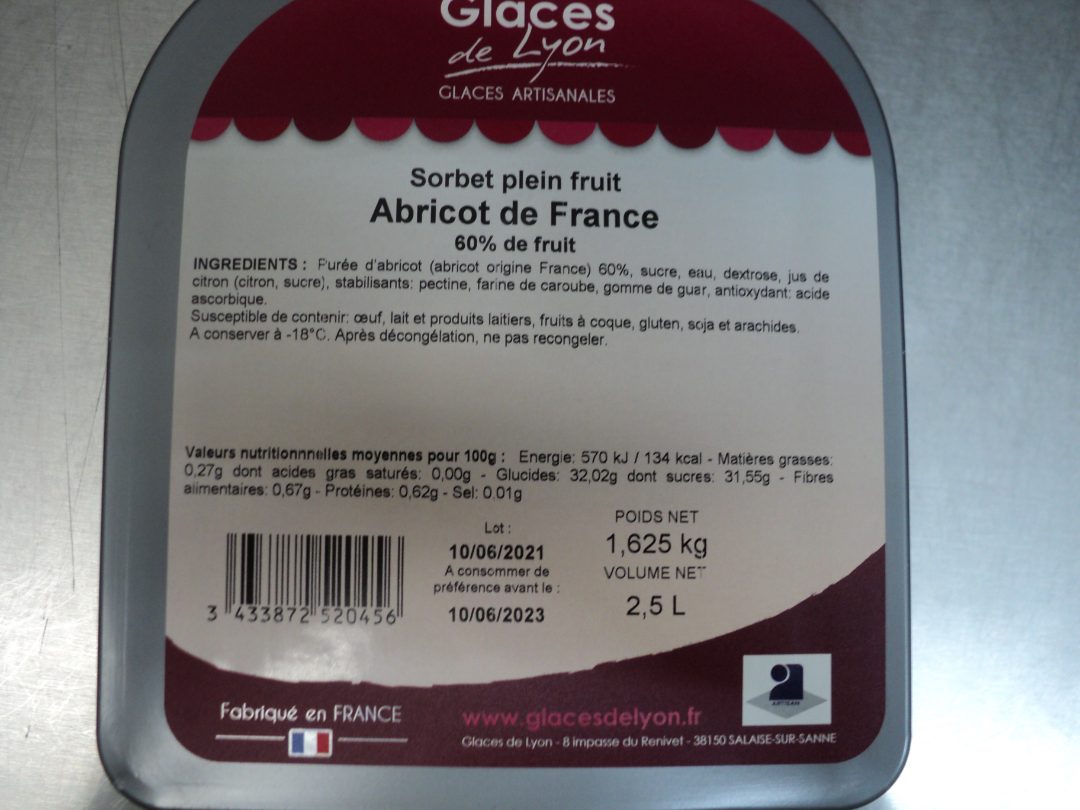 Glaces
de Lyon
GLACES ARTISANALES
Sorbet plein fruit
Abricot de France
60% de fruit
INGREDIENTS : Purée d'abricot (abricot origine France) 60%, sucre, eau, dextrose, jus de
citron (citron, sucre), stabilisants: pectine, farine de caroube, gomme de guar, antioxydant: acide
ascorbique.
Susceptible de contenir: œuf, lait et produits laitiers, fruits à coque, gluten, soja et arachides.
A conserver à -18°C. Après décongélation, ne pas recongeler.
Valeurs nutritionnnelles moyennes pour 100g : Energie: 570 kJ / 134 kcal - Matières grasses:
0,27g dont acides gras saturés: 0,00g - Glucides: 32,02g dont sucres: 31,55g - Fibres
alimentaires: 0,67g - Protéines: 0,62g - Sel: 0,01g
Lot :
10/06/2021
A consommer de
préférence avant le :
10/06/2023
POIDS NET
1,625 kg
VOLUME NET
2,5 L
3 433872 520456
Fabriqué en FRANCE
www.glacesdelyon.fr
Glaces de Lyon - 8 impasse du Renivet - 38150 SALAISE-SUR-SANNE
ARTISAN